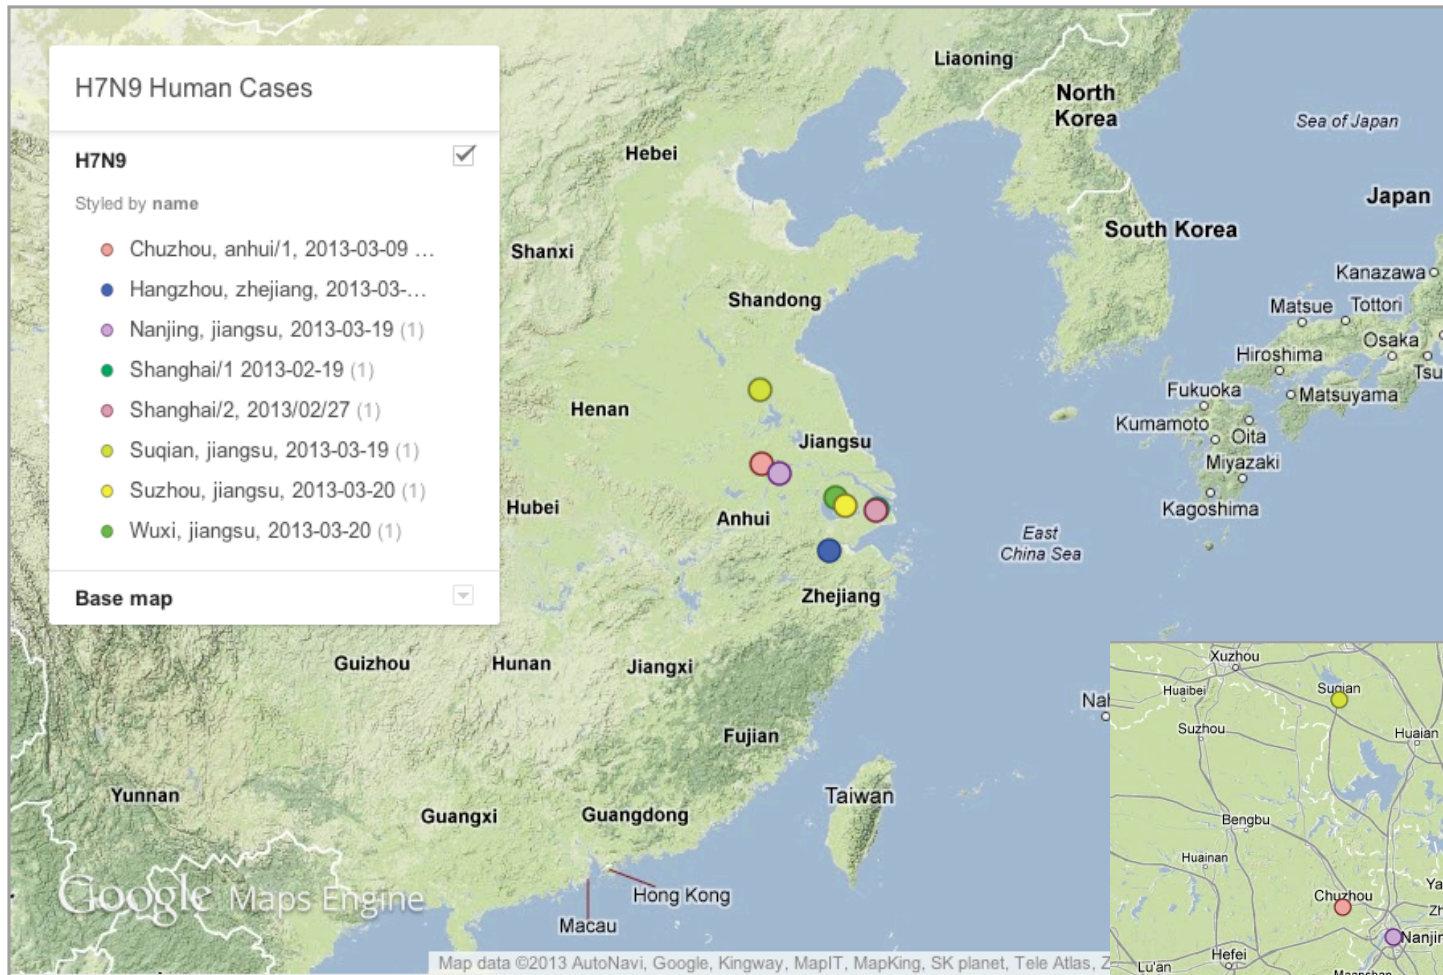 H7N9 Human Cases
H7N9
Styled by name
Chuzhou, anhui/1, 2013-03-09 ...
Hangzhou, zhejiang, 2013-03-...
Nanjing, jiangsu, 2013-03-19 (1)
Shanghai/1 2013-02-19 (1)
Shanghai/2, 2013/02/27 (1)
Suqian, jiangsu, 2013-03-19 (1)
Suzhou, jiangsu, 2013-03-20 (1)
Wuxi, jiangsu, 2013-03-20 (1)
Base map
Liaoning
North
Korea
Sea of Japan
Hebei
Japan
South Korea
Shanxi
Kanazawa
Shandong
Matsue
Tottori
Osaka
Hiroshima
Tsu
Fukuoka
Matsuyama
Henan
Kumamoto
Oita
Jiangsu
Miyazaki
Hubei
Kagoshima
Anhui
East
China Sea
Zhejiang
Guizhou
Hunan
Jiangxi
Nah
Fujian
Yunnan
Taiwan
Guangxi
Guangdong
Hong Kong
Macau
Google Maps Engine
Map data ©2013 AutoNavi, Google, Kingway, MapIT, MapKing, SK planet, Tele Atlas, Z
Xuzhou
Huaibei
Suqian
Suzhou
Huaian
Bengbu
Huainan
Chuzhou
Ya
Zh
Nanjin
Hefei
Lu'an
Maanshan